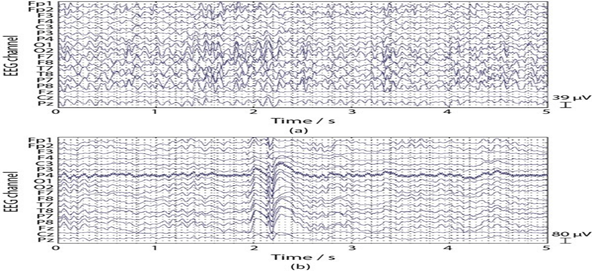 Fp1
Fp2
F3
F4
C3
P3
P4
O1
O2
F7
F8
T7
T8
P7
P8
Fz
Cz
Pz
EEG channel
39 μV
0 1 2 3 4 5
Time / s
(a)
Fp1
Fp2
F3
F4
C3
P3
P4
O1
O2
F7
F8
T7
T8
P7
P8
Fz
Cz
Pz
EEG channel
80 μV
0 1 2 3 4 5
Time / s
(b)